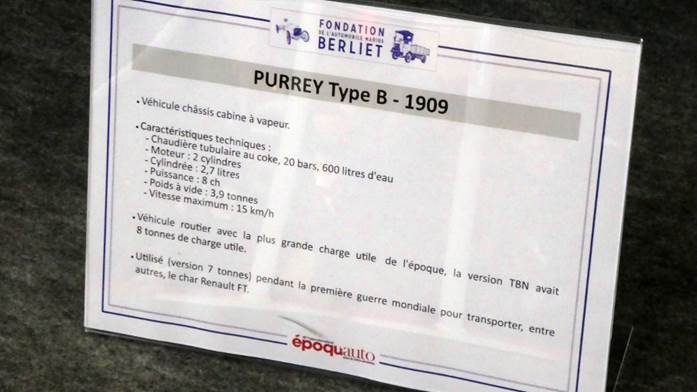 FONDATION
DE L'AUTOMOBILE MARIUS
BERLIET
PURREY Type B - 1909
• Véhicule châssis cabine à vapeur.
• Caractéristiques techniques :
- Chaudière tubulaire au coke, 20 bars, 600 litres d'eau
- Moteur : 2 cylindres
- Cylindrée : 2,7 litres
- Puissance : 8 ch
- Poids à vide : 3,9 tonnes
- Vitesse maximum : 15 km/h
• Véhicule routier avec la plus grande charge utile de l'époque, la version TBN avait
8 tonnes de charge utile.
• Utilisé (version 7 tonnes) pendant la première guerre mondiale pour transporter, entre
autres, le char Renault FT.
époquauto